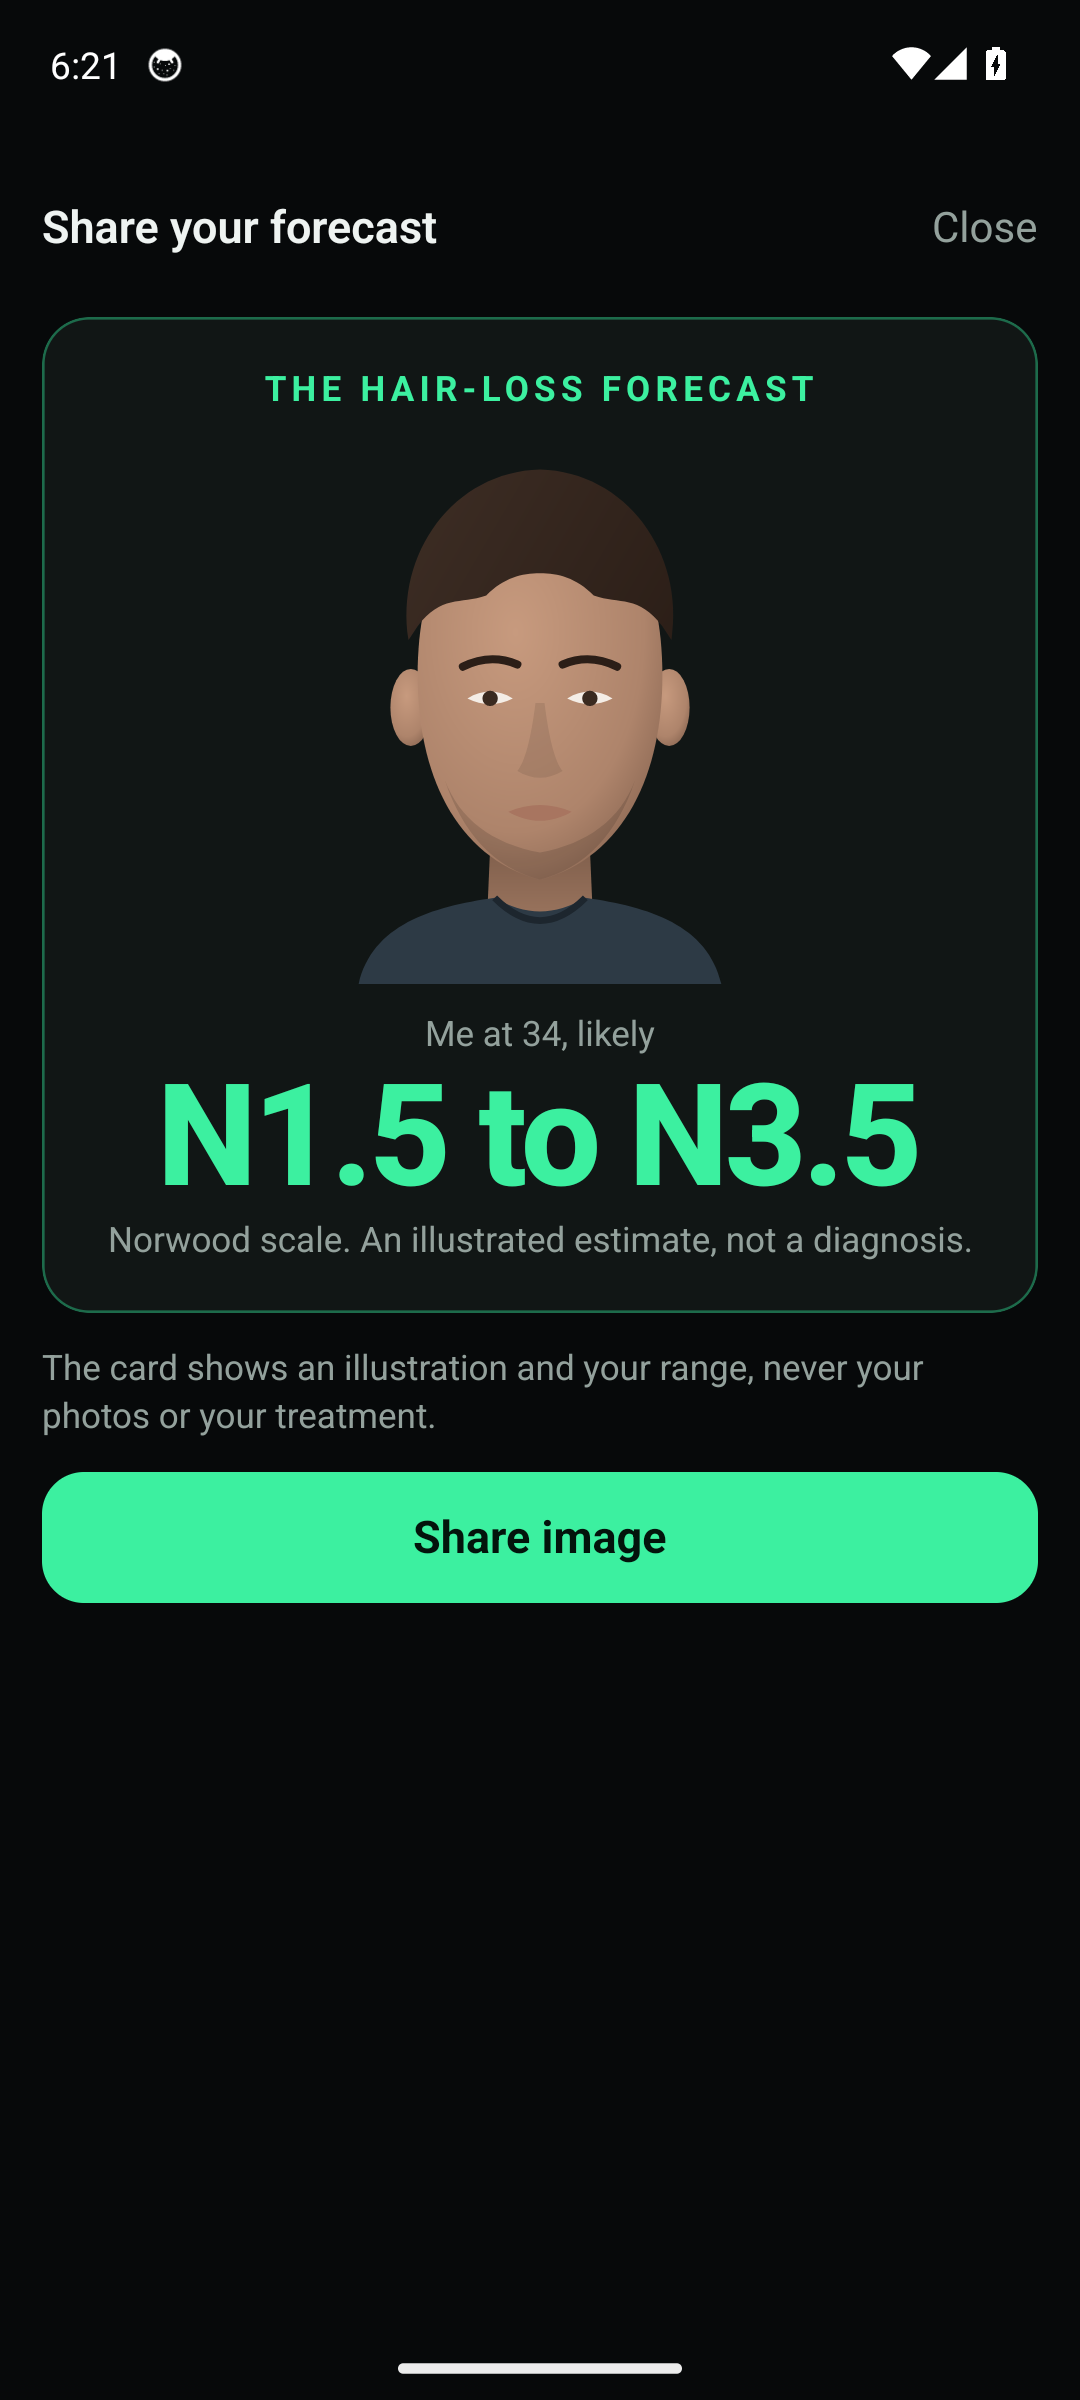 6:21
Share your forecast
Close
THE HAIR-LOSS FORECAST
Me at 34, likely
N1.5 to N3.5
Norwood scale. An illustrated estimate, not a diagnosis.
The card shows an illustration and your range, never your
photos or your treatment.
Share image